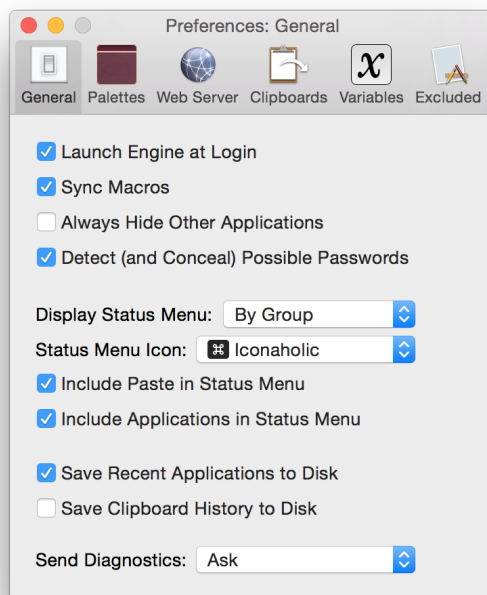 Preferences: General
General Palettes Web Server Clipboards Variables Excluded
Launch Engine at Login
Sync Macros
Always Hide Other Applications
Detect (and Conceal) Possible Passwords
Display Status Menu: By Group
Status Menu Icon: ⌘ Iconaholic
Include Paste in Status Menu
Include Applications in Status Menu
Save Recent Applications to Disk
Save Clipboard History to Disk
Send Diagnostics: Ask